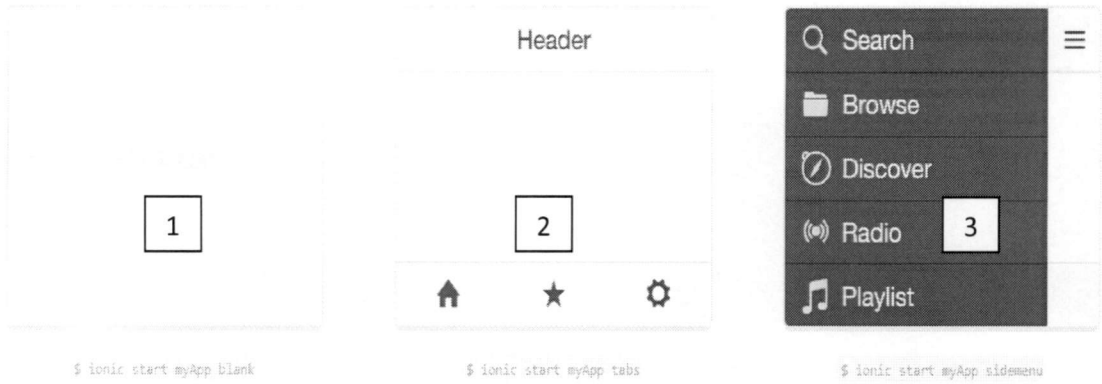 1
$ ionic start myApp blank
Header
2
$ ionic start myApp tabs
Search
Browse
Discover
Radio
3
Playlist
$ ionic start myApp sidemenu